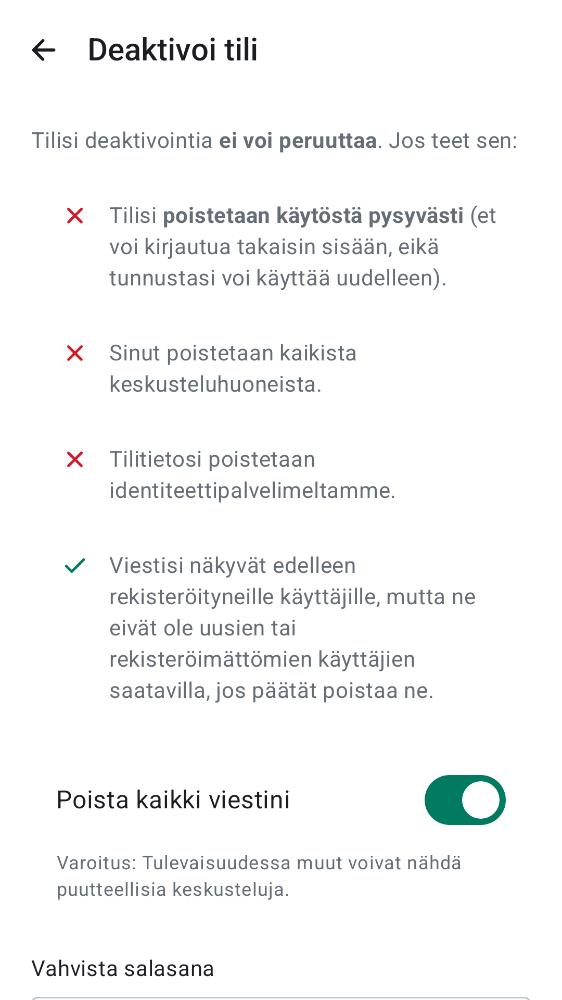 Deaktivoi tili
Tilisi deaktivointia ei voi peruuttaa. Jos teet sen:
Tilisi poistetaan käytöstä pysyvästi (et
voi kirjautua takaisin sisään, eikä
tunnustasi voi käyttää uudelleen).
Sinut poistetaan kaikista
keskusteluhuoneista.
Tilitietosi poistetaan
identiteettipalvelimeltamme.
Viestisi näkyvät edelleen
rekisteröityneille käyttäjille, mutta ne
eivät ole uusien tai
rekisteröimättömien käyttäjien
saatavilla, jos päätät poistaa ne.
Poista kaikki viestini
Varoitus: Tulevaisuudessa muut voivat nähdä
puutteellisia keskusteluja.
Vahvista salasana